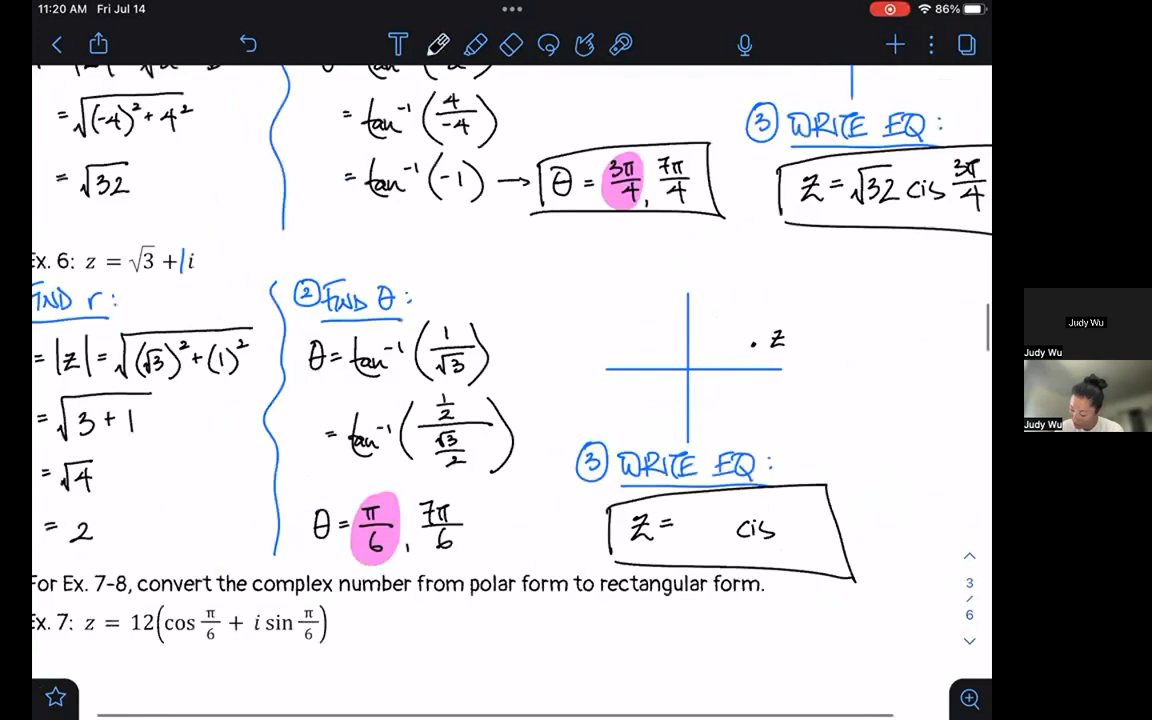 11:20 AM Fri Jul 14
86%
= √(-4)² + 4²
= √32
= tan⁻¹ (4/-4)
= tan⁻¹ (-1) → θ = 3π/4, 7π/4
③ WRITE EQ:
z = √32 cis 3π/4
Ex. 6: z = √3 + 1i
FIND r:
= |z| = √(√3)² + (1)²
= √3 + 1
= √4
= 2
② FIND θ:
θ = tan⁻¹ (1/√3)
= tan⁻¹ ((1/2)/(√3/2))
θ = π/6, 7π/6
. z
③ WRITE EQ:
z = cis
For Ex. 7-8, convert the complex number from polar form to rectangular form.
Ex. 7: z = 12(cos π/6 + i sin π/6)
3
/
6
Judy Wu
Judy Wu
Judy Wu